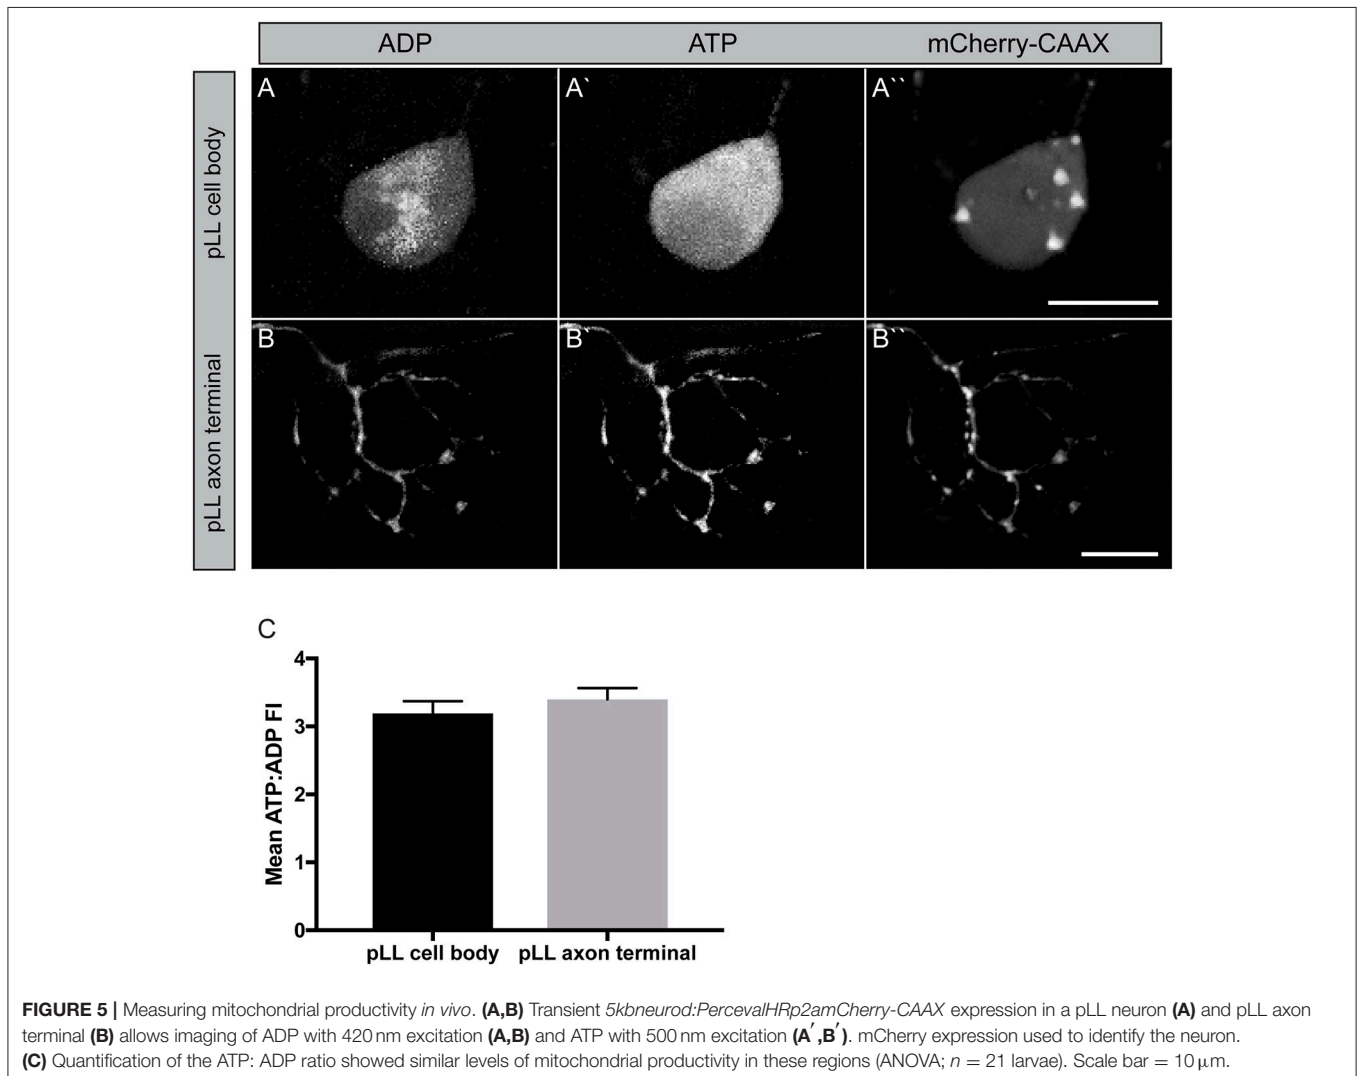 ADP
ATP
mCherry-CAAX
pLL cell body
A
A`
A``
pLL axon terminal
B
B`
B``
C
Mean ATP:ADP FI
4
3
2
1
0
pLL cell body
pLL axon terminal
FIGURE 5 | Measuring mitochondrial productivity in vivo. (A,B) Transient 5kbneurod:PercevalHRp2amCherry-CAAX expression in a pLL neuron (A) and pLL axon
terminal (B) allows imaging of ADP with 420 nm excitation (A,B) and ATP with 500 nm excitation (A′,B′). mCherry expression used to identify the neuron.
(C) Quantification of the ATP: ADP ratio showed similar levels of mitochondrial productivity in these regions (ANOVA; n = 21 larvae). Scale bar = 10 μm.